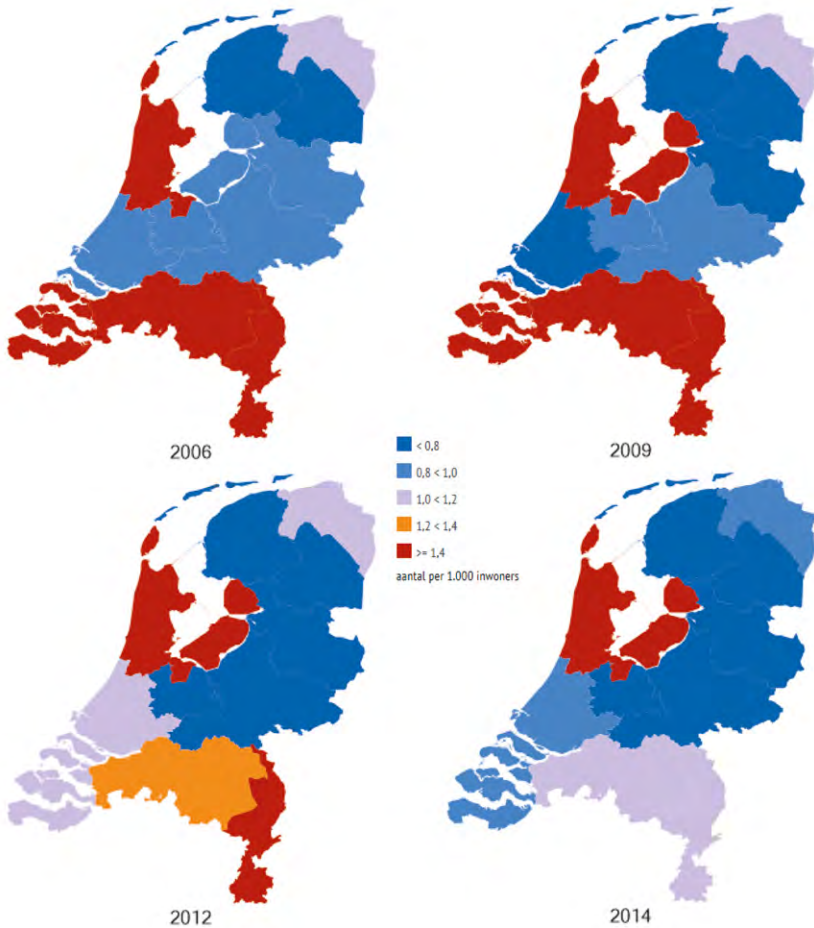 2006
2009
< 0,8
0,8 < 1,0
1,0 < 1,2
1,2 < 1,4
>= 1,4
aantal per 1.000 inwoners
2012
2014